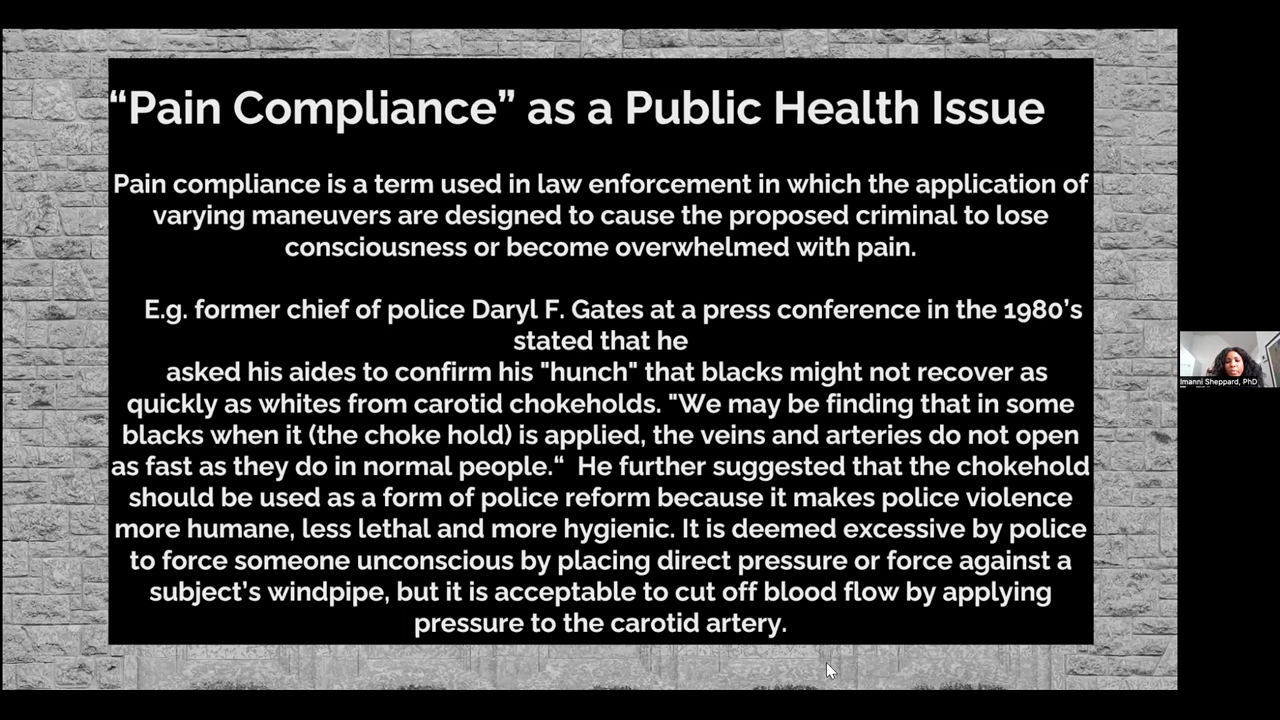 “Pain Compliance” as a Public Health Issue
Pain compliance is a term used in law enforcement in which the application of
varying maneuvers are designed to cause the proposed criminal to lose
consciousness or become overwhelmed with pain.
E.g. former chief of police Daryl F. Gates at a press conference in the 1980’s
stated that he
asked his aides to confirm his "hunch" that blacks might not recover as
quickly as whites from carotid chokeholds. "We may be finding that in some
blacks when it (the choke hold) is applied, the veins and arteries do not open
as fast as they do in normal people.“ He further suggested that the chokehold
should be used as a form of police reform because it makes police violence
more humane, less lethal and more hygienic. It is deemed excessive by police
to force someone unconscious by placing direct pressure or force against a
subject’s windpipe, but it is acceptable to cut off blood flow by applying
pressure to the carotid artery.
Imanni Sheppard, PhD